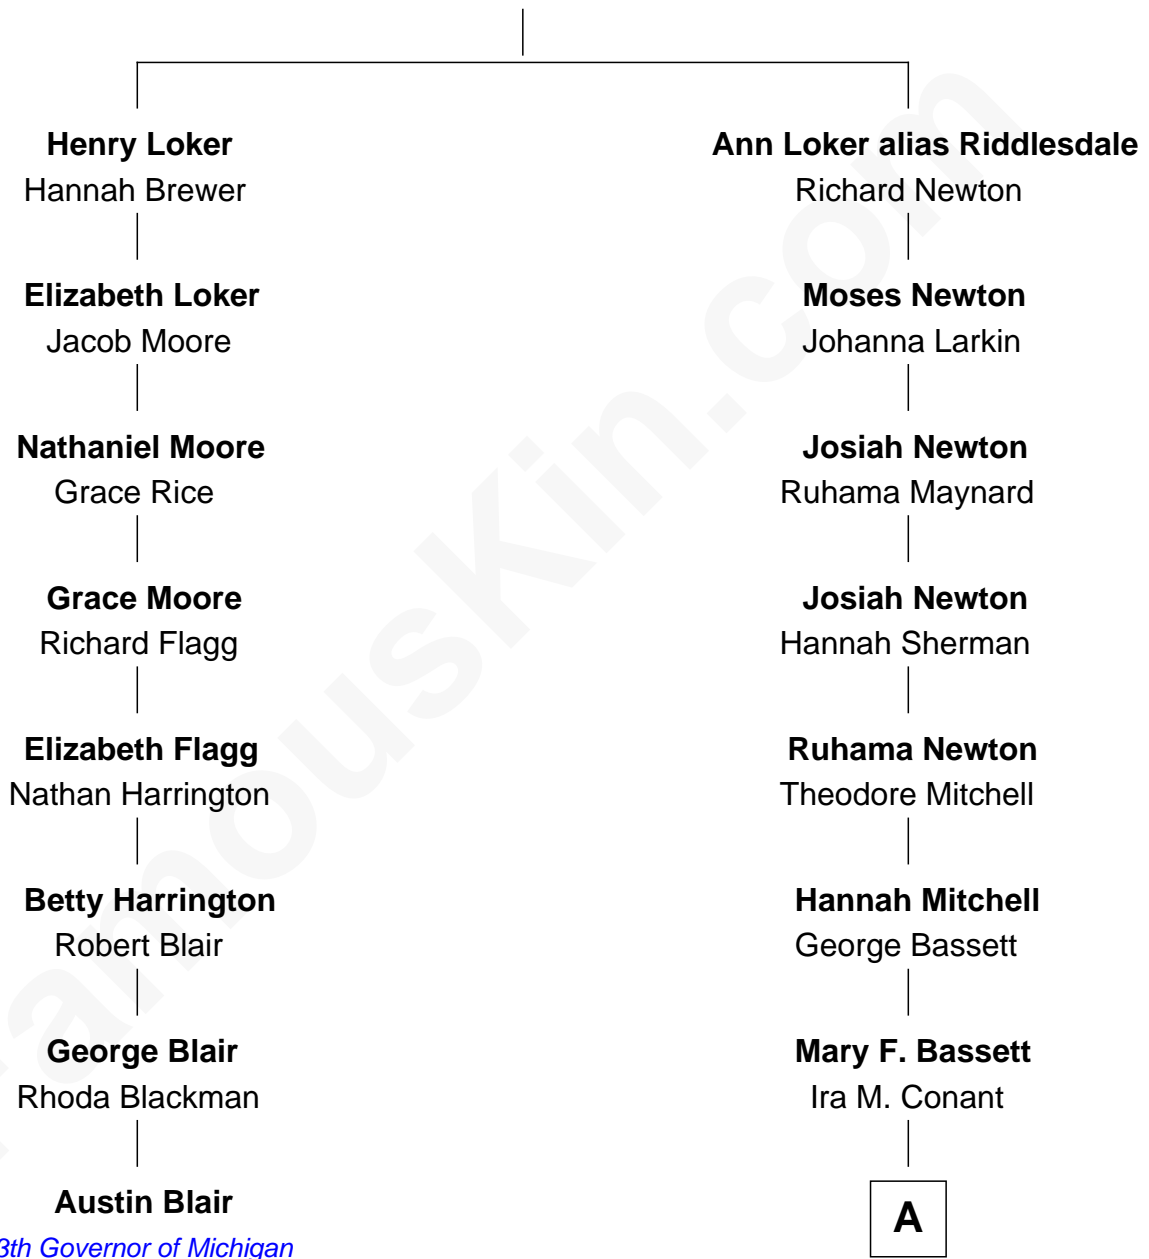 Henry Loker
Hannah Brewer
Elizabeth Loker
Jacob Moore
Nathaniel Moore
Grace Rice
Grace Moore
Richard Flagg
Elizabeth Flagg
Nathan Harrington
Betty Harrington
Robert Blair
George Blair
Rhoda Blackman
Austin Blair
3th Governor of Michigan
Ann Loker alias Riddlesdale
Richard Newton
Moses Newton
Johanna Larkin
Josiah Newton
Ruhama Maynard
Josiah Newton
Hannah Sherman
Ruhama Newton
Theodore Mitchell
Hannah Mitchell
George Bassett
Mary F. Bassett
Ira M. Conant
A
FamousKin.com